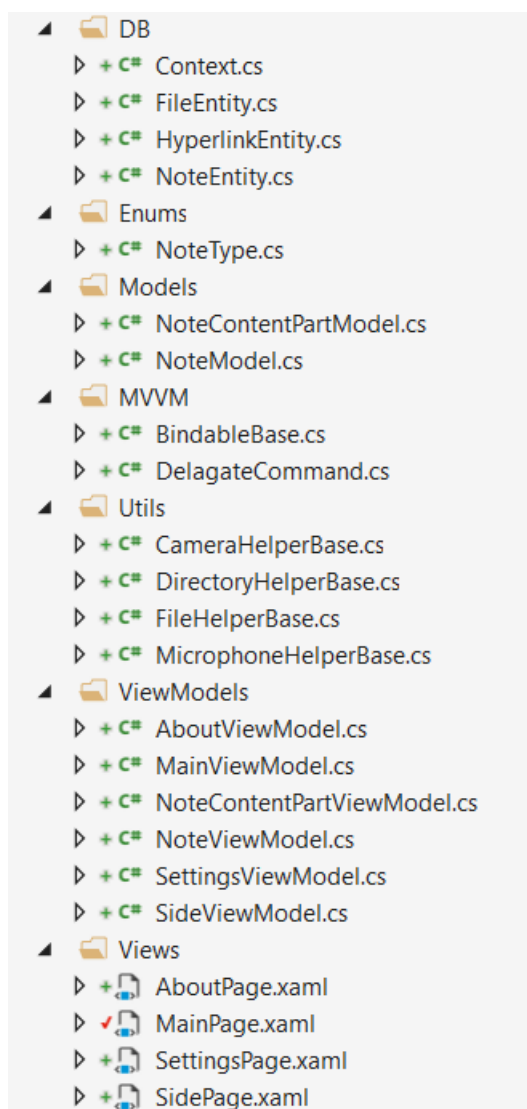 DB
C# Context.cs
C# FileEntity.cs
C# HyperlinkEntity.cs
C# NoteEntity.cs
Enums
C# NoteType.cs
Models
C# NoteContentPartModel.cs
C# NoteModel.cs
MVVM
C# BindableBase.cs
C# DelagateCommand.cs
Utils
C# CameraHelperBase.cs
C# DirectoryHelperBase.cs
C# FileHelperBase.cs
C# MicrophoneHelperBase.cs
ViewModels
C# AboutViewModel.cs
C# MainViewModel.cs
C# NoteContentPartViewModel.cs
C# NoteViewModel.cs
C# SettingsViewModel.cs
C# SideViewModel.cs
Views
AboutPage.xaml
MainPage.xaml
SettingsPage.xaml
SidePage.xaml